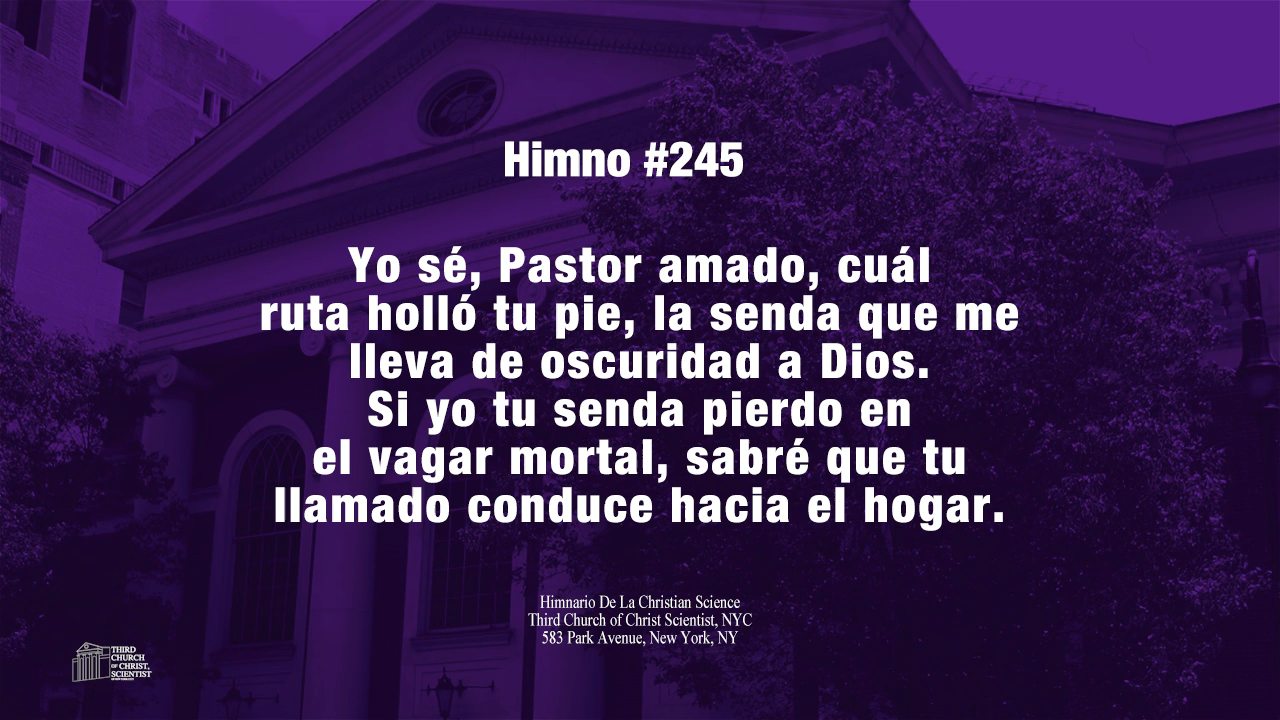 Himno #245
Yo sé, Pastor amado, cuál
ruta holló tu pie, la senda que me
lleva de oscuridad a Dios.
Si yo tu senda pierdo en
el vagar mortal, sabré que tu
llamado conduce hacia el hogar.
Himnario De La Christian Science
Third Church of Christ Scientist, NYC
583 Park Avenue, New York, NY
THIRD
CHURCH
OF CHRIST,
SCIENTIST